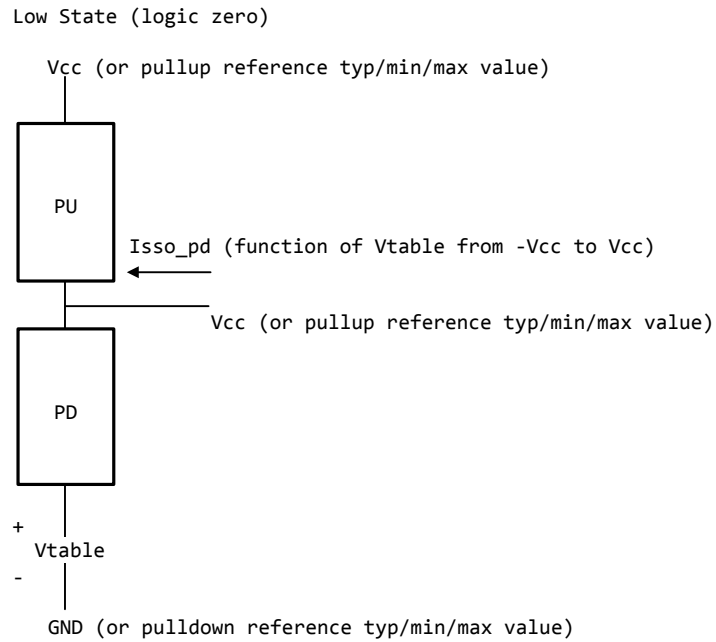 Low State (logic zero)
Vcc (or pullup reference typ/min/max value)
PU
Isso_pd (function of Vtable from -Vcc to Vcc)
Vcc (or pullup reference typ/min/max value)
PD
+
Vtable
-
GND (or pulldown reference typ/min/max value)